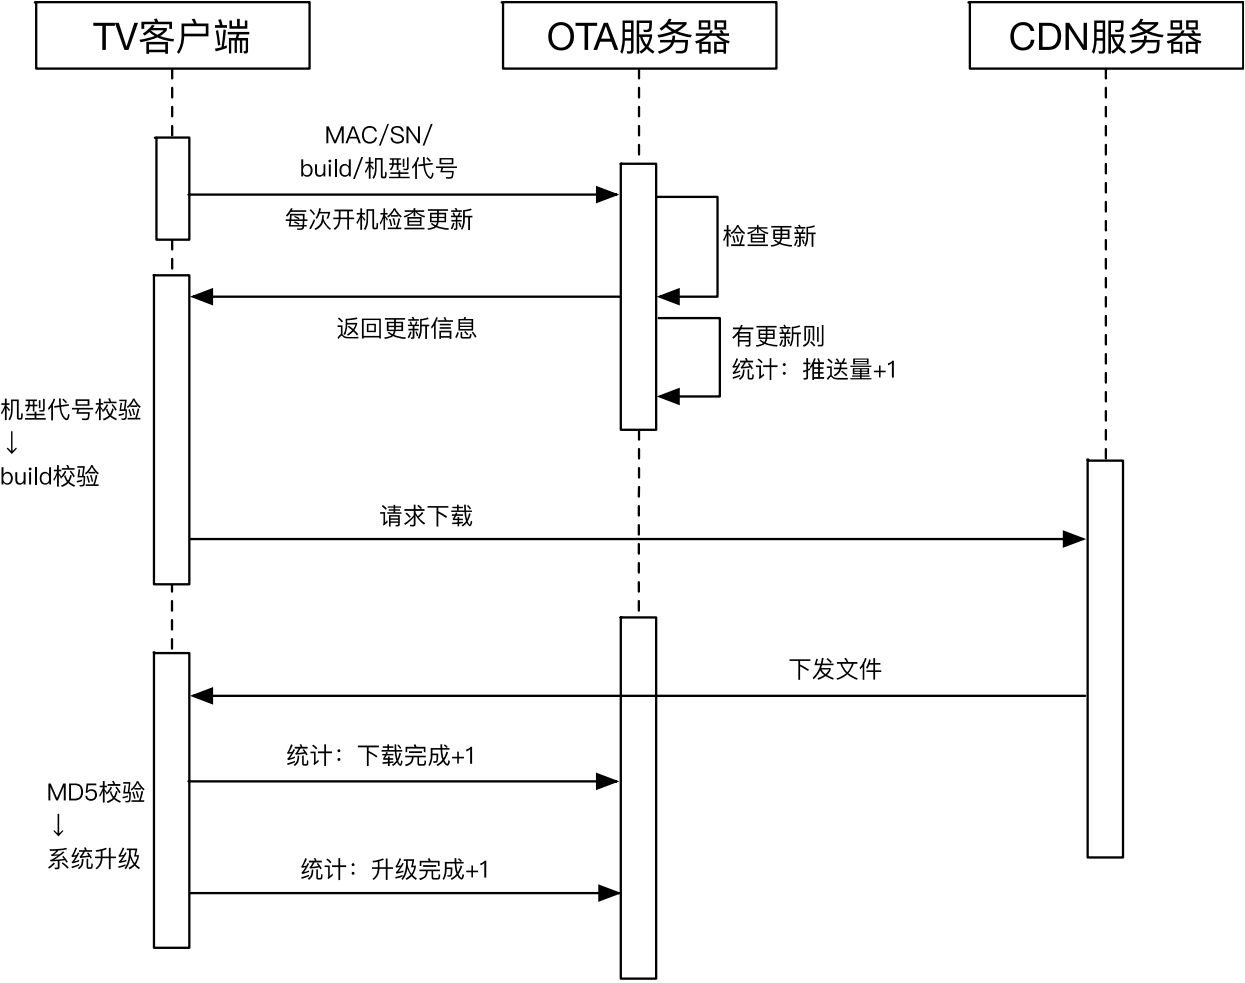 TV客户端
OTA服务器
CDN服务器
MAC/SN/
build/机型代号
每次开机检查更新
检查更新
返回更新信息
有更新则
统计：推送量+1
机型代号校验
↓
build校验
请求下载
下发文件
统计：下载完成+1
MD5校验
↓
系统升级
统计：升级完成+1